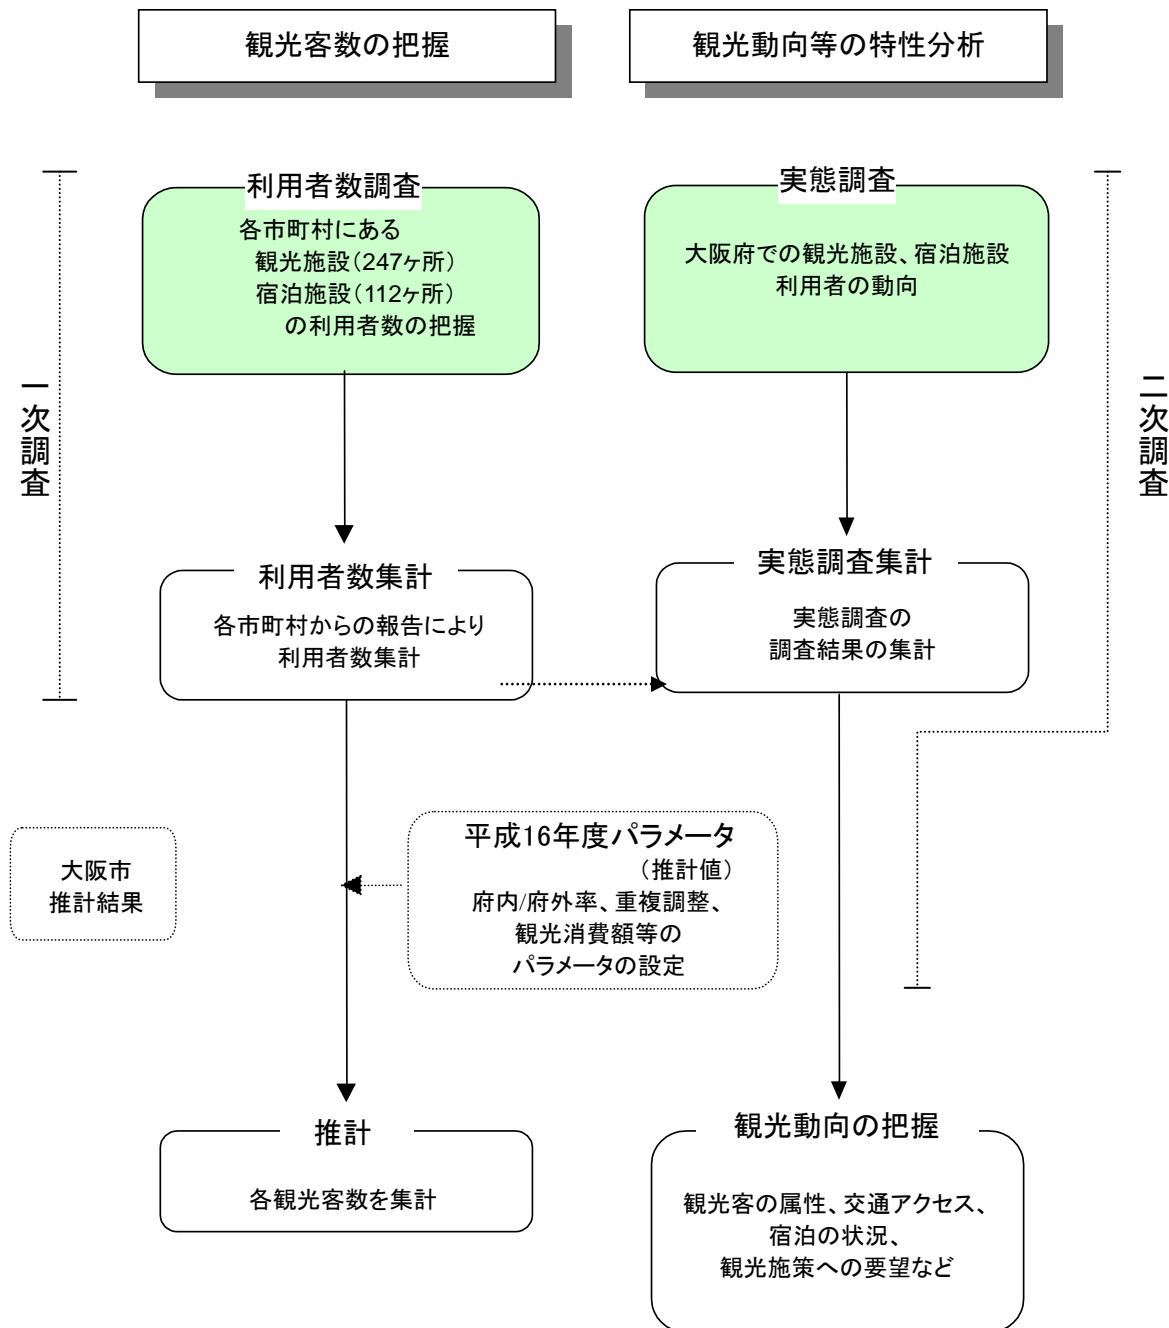 観光客数の把握
観光動向等の特性分析
一次調査
利用者数調査
各市町村にある
観光施設(247ヶ所)
宿泊施設(112ヶ所)
の利用者数の把握
実態調査
大阪府での観光施設、宿泊施設
利用者の動向
二次調査
利用者数集計
各市町村からの報告により
利用者数集計
実態調査集計
実態調査の
調査結果の集計
大阪市
推計結果
平成16年度パラメータ
(推計値)
府内/府外率、重複調整、
観光消費額等の
パラメータの設定
推計
各観光客数を集計
観光動向の把握
観光客の属性、交通アクセス、
宿泊の状況、
観光施策への要望など